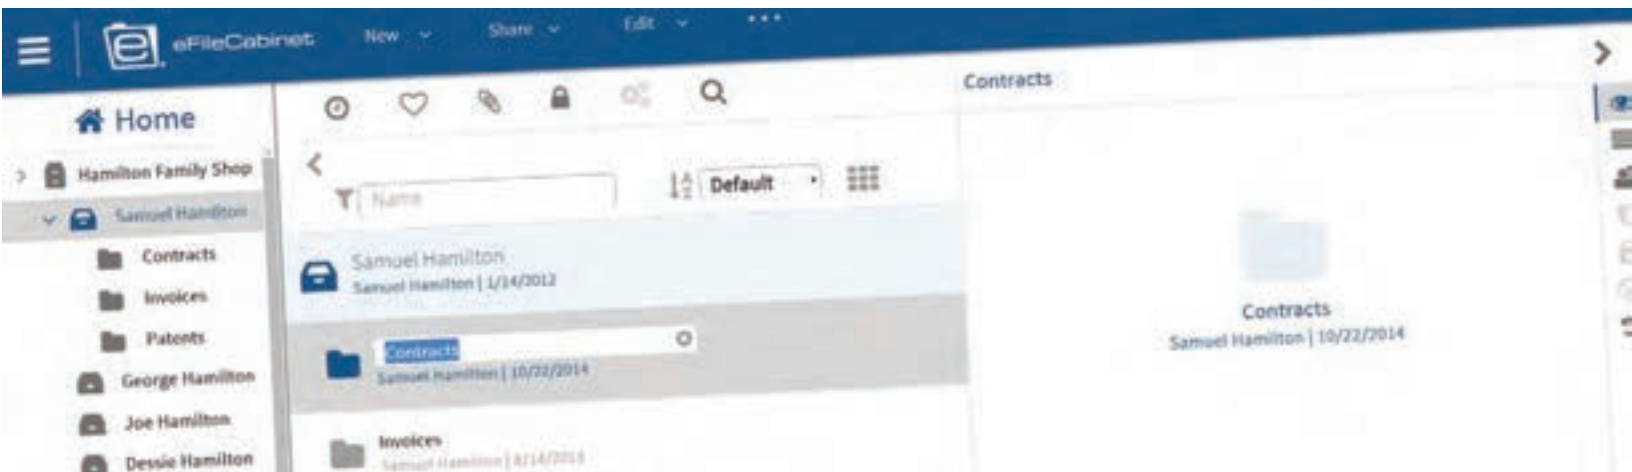 eFileCabinet New Share Edit
Home
Hamilton Family Shop
Samuel Hamilton
Contracts
Invoices
Patents
George Hamilton
Joe Hamilton
Dessie Hamilton
Name
Default
Samuel Hamilton
Samuel Hamilton | 1/14/2012
Contracts
Samuel Hamilton | 10/22/2014
Invoices
Samuel Hamilton |
Contracts
Contracts
Samuel Hamilton | 10/22/2014